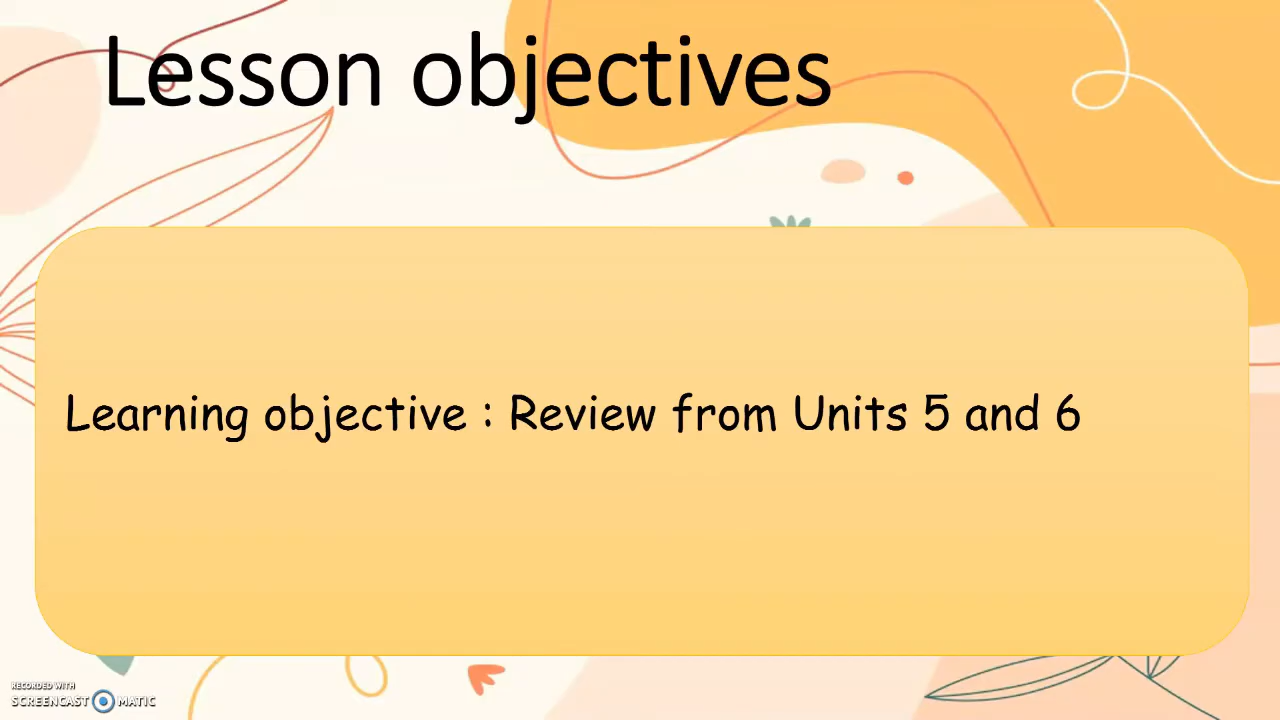 Lesson objectives
Learning objective : Review from Units 5 and 6
RECORDED WITH
SCREENCAST MATIC